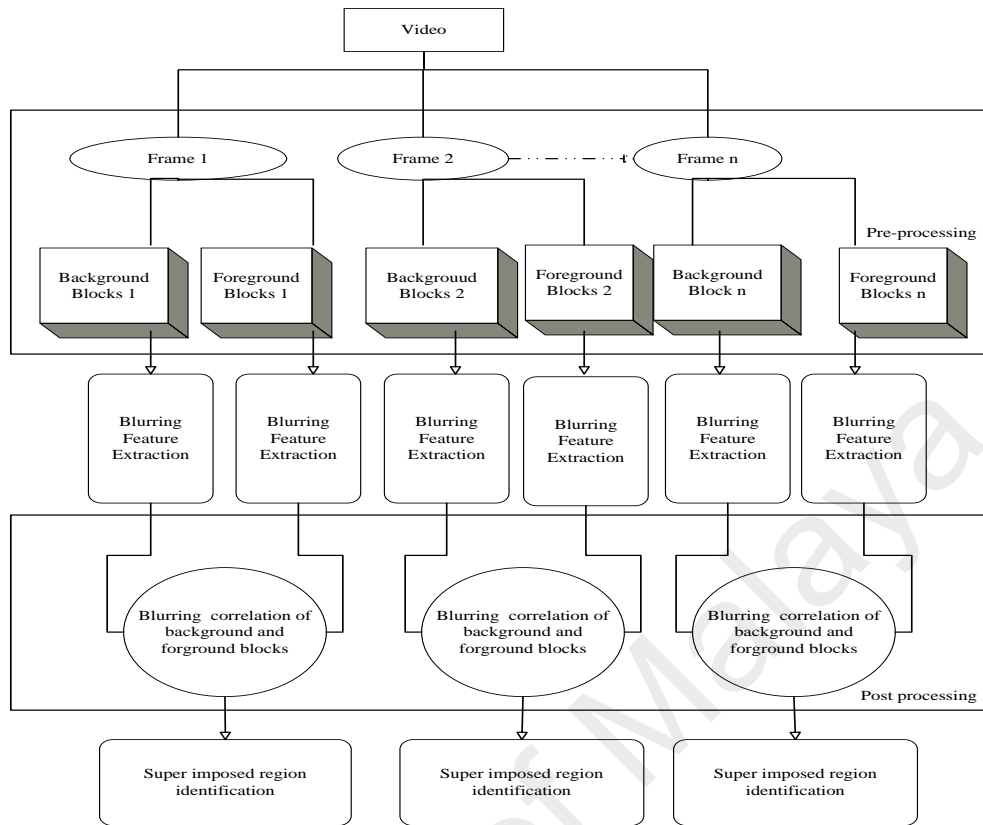 Video
Frame 1
Frame 2
Frame n
Pre-processing
Background
Blocks 1
Foreground
Blocks 1
Backgrouud
Blocks 2
Foreground
Blocks 2
Background
Block n
Foreground
Blocks n
Blurring
Feature
Extraction
Blurring
Feature
Extraction
Blurring
Feature
Extraction
Blurring
Feature
Extraction
Blurring
Feature
Extraction
Blurring
Feature
Extraction
Blurring correlation of
background and
forground blocks
Blurring correlation of
background and
forground blocks
Blurring correlation of
background and
forground blocks
Post processing
Super imposed region
identification
Super imposed region
identification
Super imposed region
identification
of Malaya